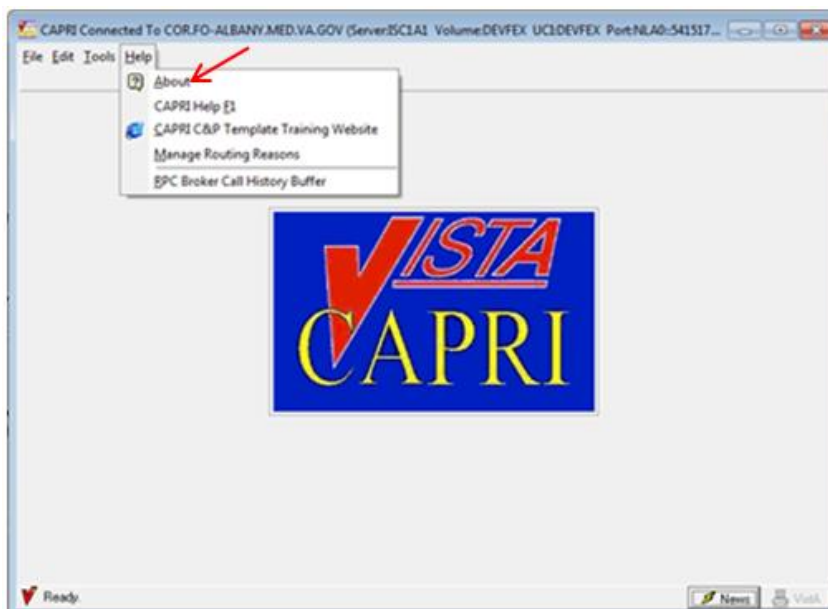 CAPRI Connected To COR.FO-ALBANY.MED.VA.GOV (Server:ISC1A1 Volume:DEVFEX UCI:DEVFEX Port:NLA0:-541517...
File Edit Tools Help
About
CAPRI Help F1
CAPRI C&P Template Training Website
Manage Routing Reasons
RPC Broker Call History Buffer
VISTA
CAPRI
Ready. News VistA